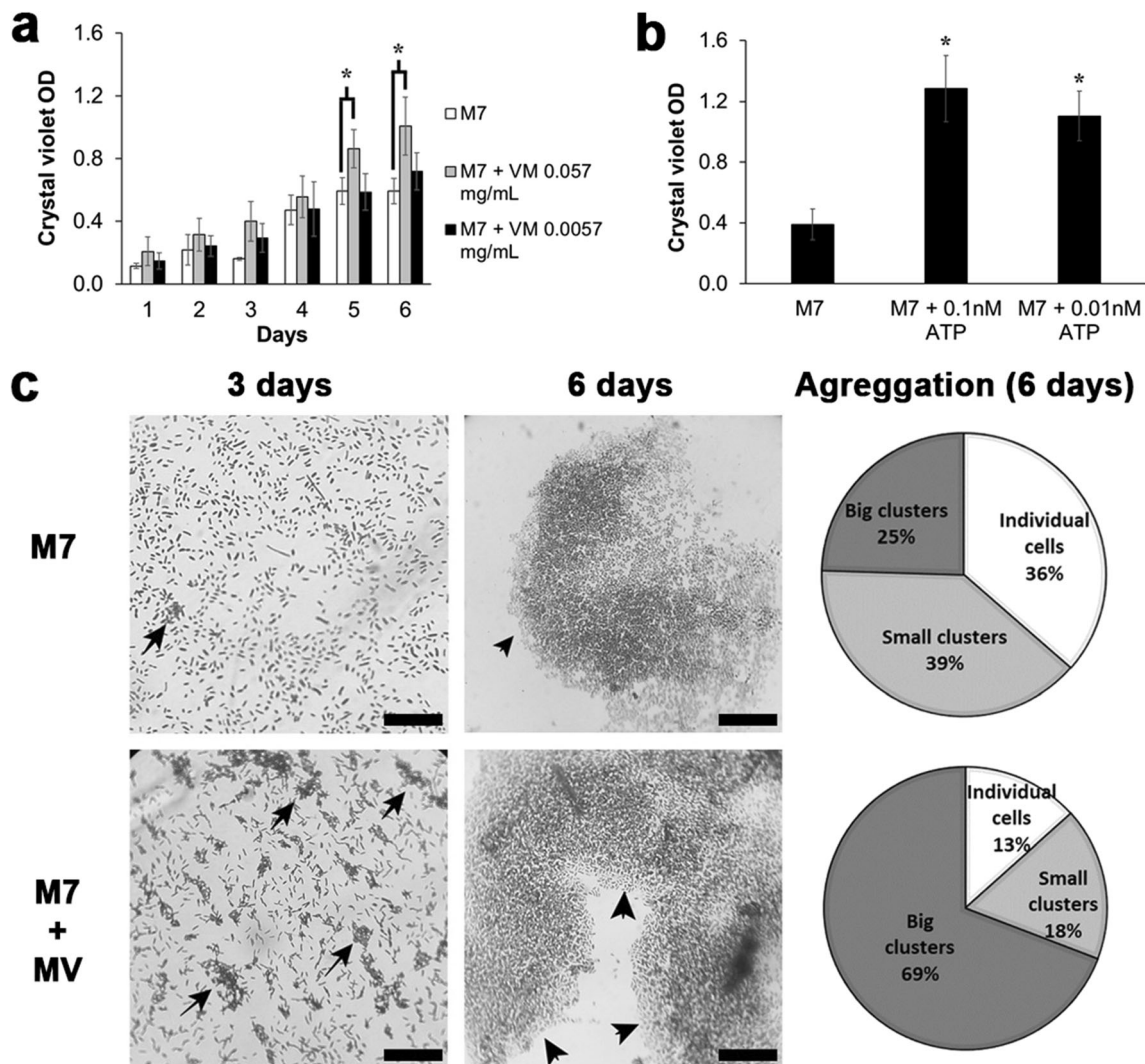 a
Crystal violet OD
1.6
1.2
0.8
0.4
0.0
*
*
1 2 3 4 5 6
Days
M7
M7 + VM 0.057
mg/mL
M7 + VM 0.0057
mg/mL
b
Crystal violet OD
1.6
1.2
0.8
0.4
0.0
*
*
M7
M7 + 0.1nM
ATP
M7 + 0.01nM
ATP
c
3 days
6 days
Agreggation (6 days)
M7
Big clusters
25%
Individual
cells
36%
Small clusters
39%
M7
+
MV
Individual
cells
13%
Small
clusters
18%
Big
clusters
69%